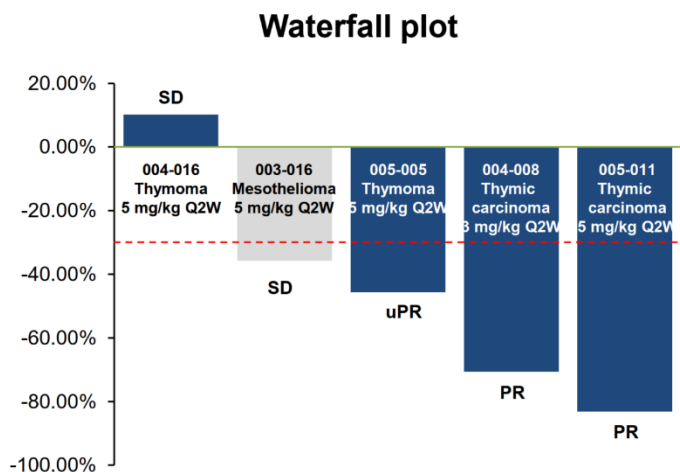 Waterfall plot
20.00%
0.00%
-20.00%
-40.00%
-60.00%
-80.00%
-100.00%
SD
004-016
Thymoma
5 mg/kg Q2W
003-016
Mesothelioma
5 mg/kg Q2W
SD
005-005
Thymoma
5 mg/kg Q2W
uPR
004-008
Thymic
carcinoma
3 mg/kg Q2W
PR
005-011
Thymic
carcinoma
5 mg/kg Q2W
PR